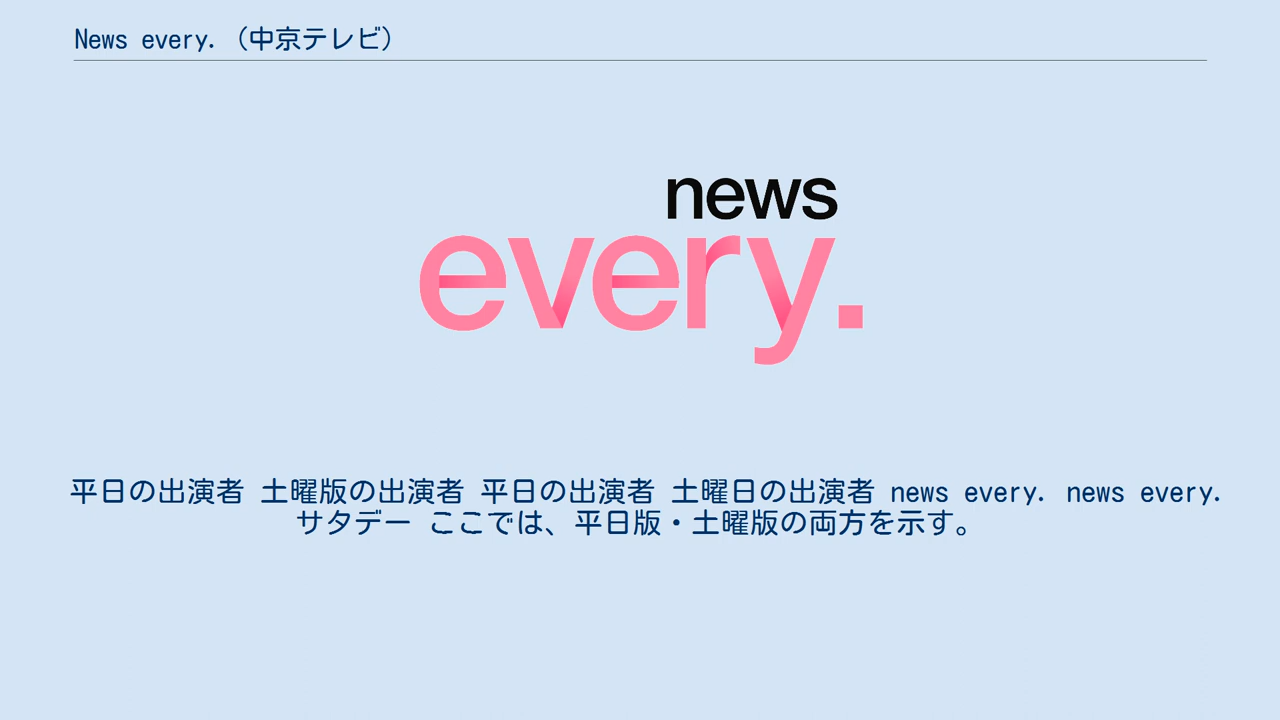 News every. （中京テレビ）
news
every.
平日の出演者 土曜版の出演者 平日の出演者 土曜日の出演者 news every. news every.
サタデー ここでは、平日版・土曜版の両方を示す。